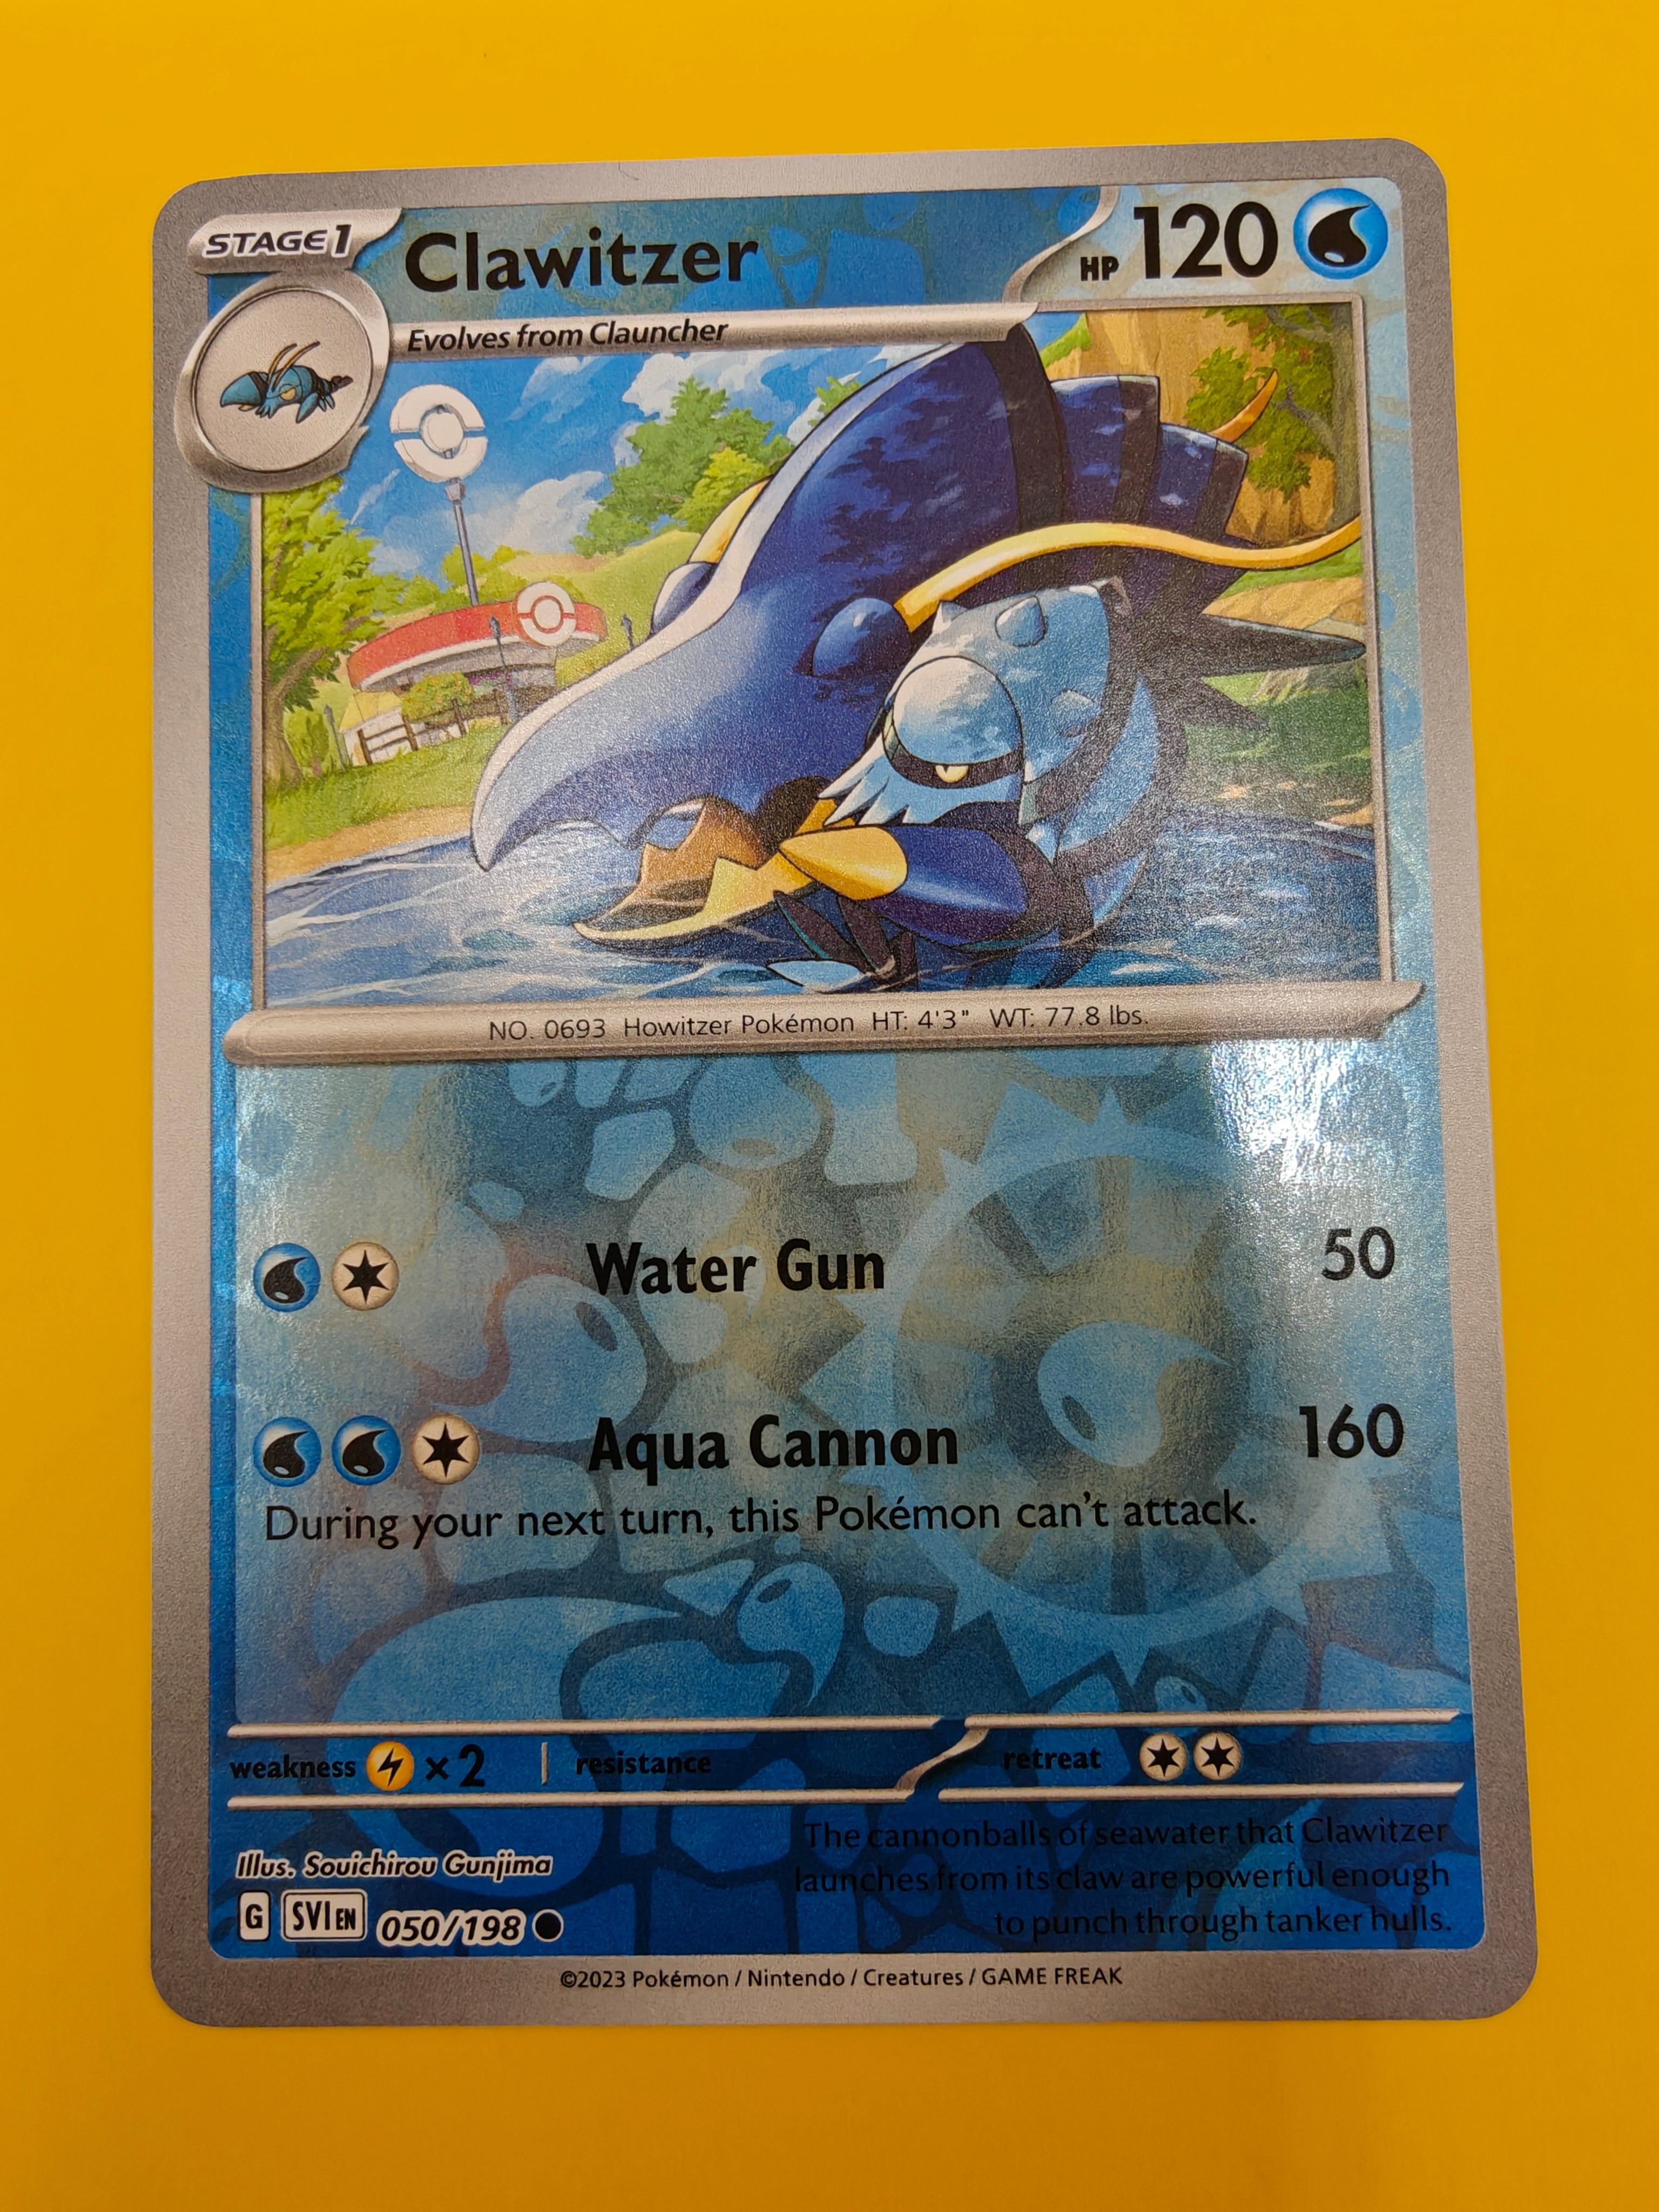 STAGE1
Clawitzer
HP 120
Evolves from Clauncher
NO. 0693 Howitzer Pokémon HT: 4'3" WT: 77.8 lbs.
Water Gun 50
Aqua Cannon 160
During your next turn, this Pokémon can't attack.
weakness ×2 resistance retreat
The cannonballs of seawater that Clawitzer
launches from its claw are powerful enough
to punch through tanker hulls.
Illus. Souichirou Gunjima
G SVI EN 050/198
©2023 Pokémon / Nintendo / Creatures / GAME FREAK